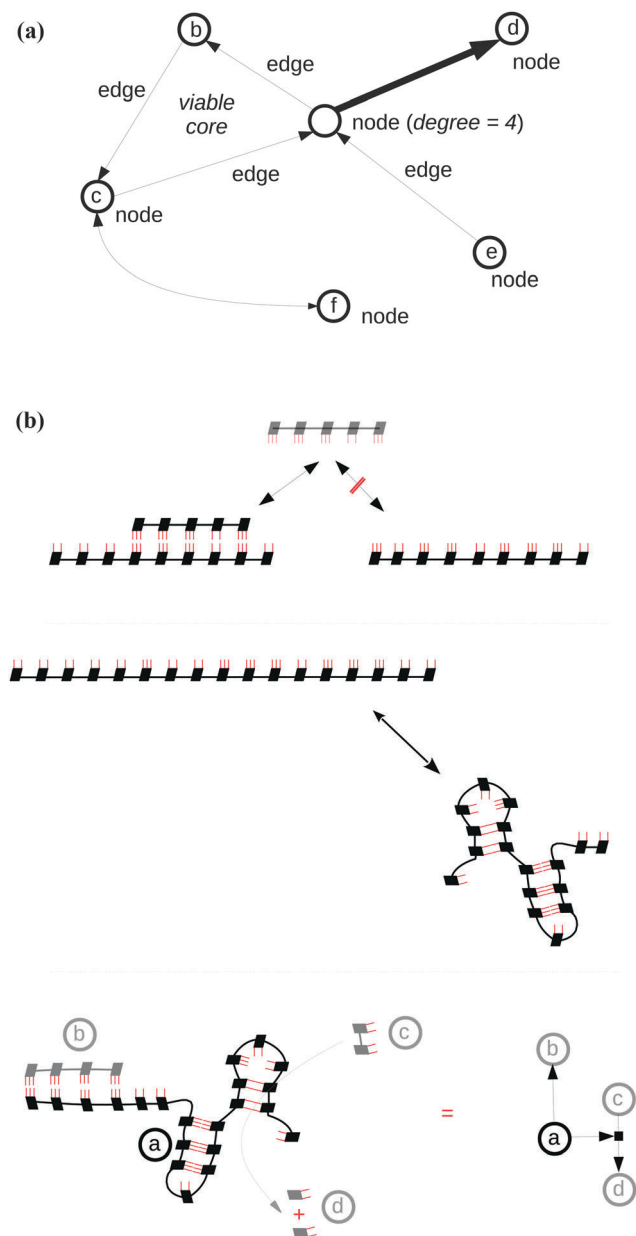 (a)
b
d
edge
node
edge
viable
core
node (degree = 4)
edge
edge
c
node
e
node
f
node
(b)
b
c
b
=
c
a
a
d
+
d